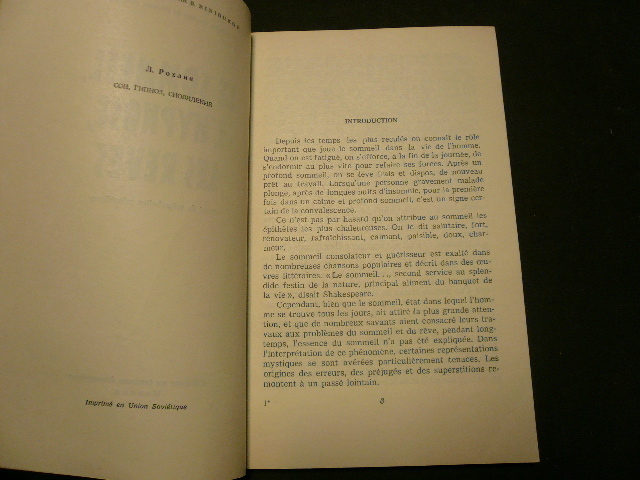 Л. Рохлин
СОН, ГИПНОЗ, СНОВИДЕНИЯ
Imprimé en Union Soviétique
INTRODUCTION
Depuis les temps les plus reculés on connaît le rôle
important que joue le sommeil dans la vie de l'homme.
Quand on est fatigué, on s'efforce, à la fin de la journée, de
s'endormir au plus vite pour refaire ses forces. Après un
profond sommeil, on se lève frais et dispos, de nouveau
prêt au travail. Lorsqu'une personne gravement malade
plonge, après de longues nuits d'insomnie, pour la première
fois dans un calme et profond sommeil, c'est un signe cer-
tain de la convalescence.
Ce n'est pas par hasard qu'on attribue au sommeil les
épithètes les plus chaleureuses. On le dit salutaire, fort,
rénovateur, rafraîchissant, calmant, paisible, doux, char-
meur.
Le sommeil consolateur et guérisseur est exalté dans
de nombreuses chansons populaires et décrit dans des œu-
vres littéraires. « Le sommeil..., second service au splen-
dide festin de la nature, principal aliment du banquet de
la vie », disait Shakespeare.
Cependant, bien que le sommeil, état dans lequel l'hom-
me se trouve tous les jours, ait attiré la plus grande atten-
tion, et que de nombreux savants aient consacré leurs tra-
vaux aux problèmes du sommeil et du rêve, pendant long-
temps, l'essence du sommeil n'a pas été expliquée. Dans
l'interprétation de ce phénomène, certaines représentations
mystiques se sont avérées particulièrement tenaces. Les
origines des erreurs, des préjugés et des superstitions re-
montent à un passé lointain.
1* 3